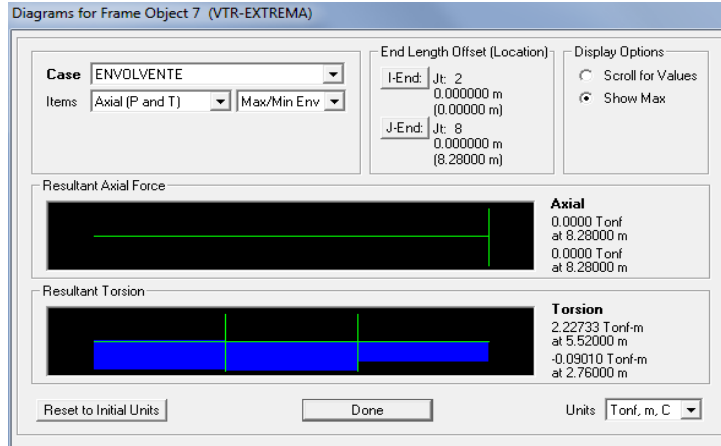 Diagrams for Frame Object 7 (VTR-EXTREMA)
Case ENVOLVENTE
Items Axial (P and T) Max/Min Env
End Length Offset (Location)
I-End: Jt: 2
0.000000 m
(0.00000 m)
J-End: Jt: 8
0.000000 m
(8.28000 m)
Display Options
Scroll for Values
Show Max
Resultant Axial Force
Axial
0.0000 Tonf
at 8.28000 m
0.0000 Tonf
at 8.28000 m
Resultant Torsion
Torsion
2.22733 Tonf-m
at 5.52000 m
-0.09010 Tonf-m
at 2.76000 m
Reset to Initial Units
Done
Units Tonf, m, C